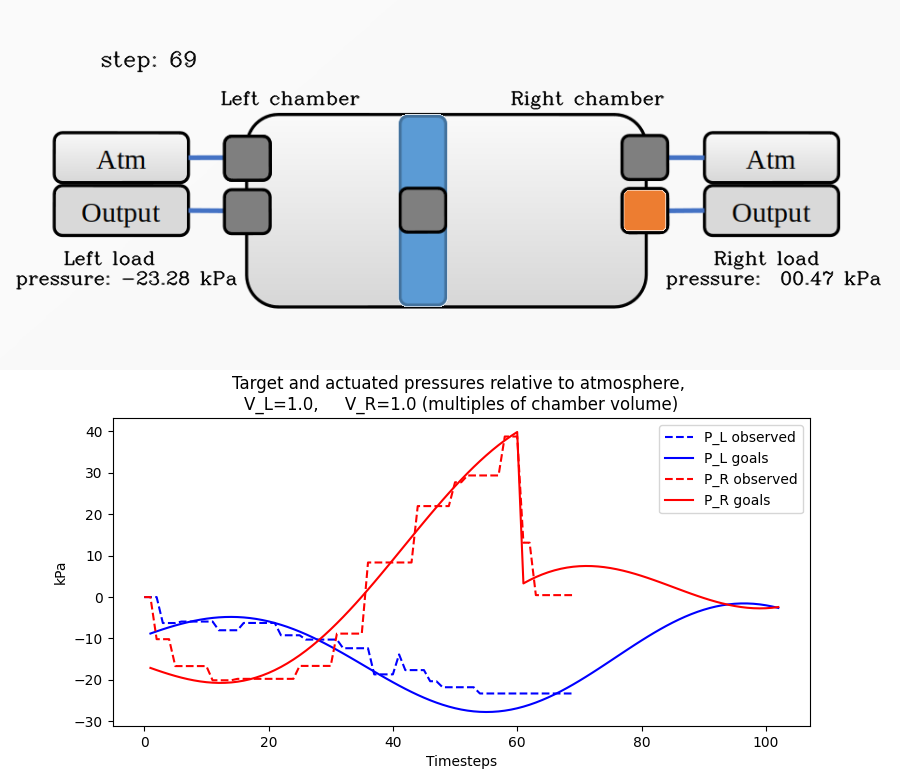 step: 69
Left chamber
Right chamber
Atm
Atm
Output
Output
Left load
pressure: −23.28 kPa
Right load
pressure:  00.47 kPa
Target and actuated pressures relative to atmosphere,
V_L=1.0,     V_R=1.0 (multiples of chamber volume)
40
30
20
10
0
−10
−20
−30
kPa
P_L observed
P_L goals
P_R observed
P_R goals
0
20
40
60
80
100
Timesteps